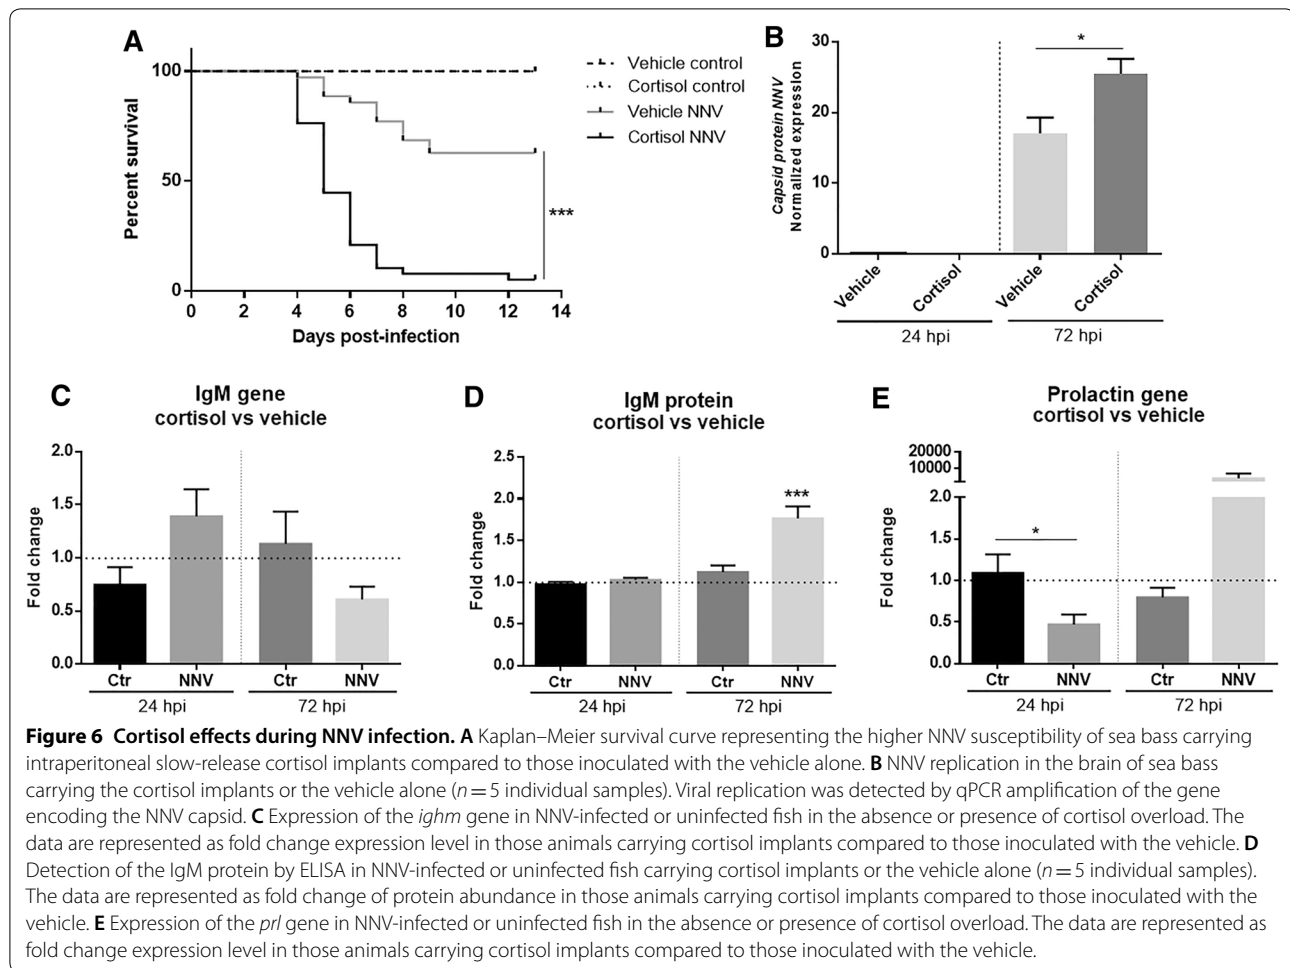 A
100
50
0
Percent survival
0 2 4 6 8 10 12 14
Days post-infection
***
Vehicle control
Cortisol control
Vehicle NNV
Cortisol NNV
B
Capsid protein NNV
Normalized expression
30
20
10
0
*
Vehicle Cortisol Vehicle Cortisol
24 hpi 72 hpi
C
IgM gene
cortisol vs vehicle
Fold change
2.0
1.5
1.0
0.5
0.0
Ctr NNV Ctr NNV
24 hpi 72 hpi
D
IgM protein
cortisol vs vehicle
Fold change
2.5
2.0
1.5
1.0
0.5
0.0
***
Ctr NNV Ctr NNV
24 hpi 72 hpi
E
Prolactin gene
cortisol vs vehicle
Fold change
20000
10000
2.0
1.5
1.0
0.5
0.0
*
Ctr NNV Ctr NNV
24 hpi 72 hpi
Figure 6 Cortisol effects during NNV infection. A Kaplan–Meier survival curve representing the higher NNV susceptibility of sea bass carrying
intraperitoneal slow-release cortisol implants compared to those inoculated with the vehicle alone. B NNV replication in the brain of sea bass
carrying the cortisol implants or the vehicle alone (n = 5 individual samples). Viral replication was detected by qPCR amplification of the gene
encoding the NNV capsid. C Expression of the ighm gene in NNV-infected or uninfected fish in the absence or presence of cortisol overload. The
data are represented as fold change expression level in those animals carrying cortisol implants compared to those inoculated with the vehicle. D
Detection of the IgM protein by ELISA in NNV-infected or uninfected fish carrying cortisol implants or the vehicle alone (n = 5 individual samples).
The data are represented as fold change of protein abundance in those animals carrying cortisol implants compared to those inoculated with the
vehicle. E Expression of the prl gene in NNV-infected or uninfected fish in the absence or presence of cortisol overload. The data are represented as
fold change expression level in those animals carrying cortisol implants compared to those inoculated with the vehicle.